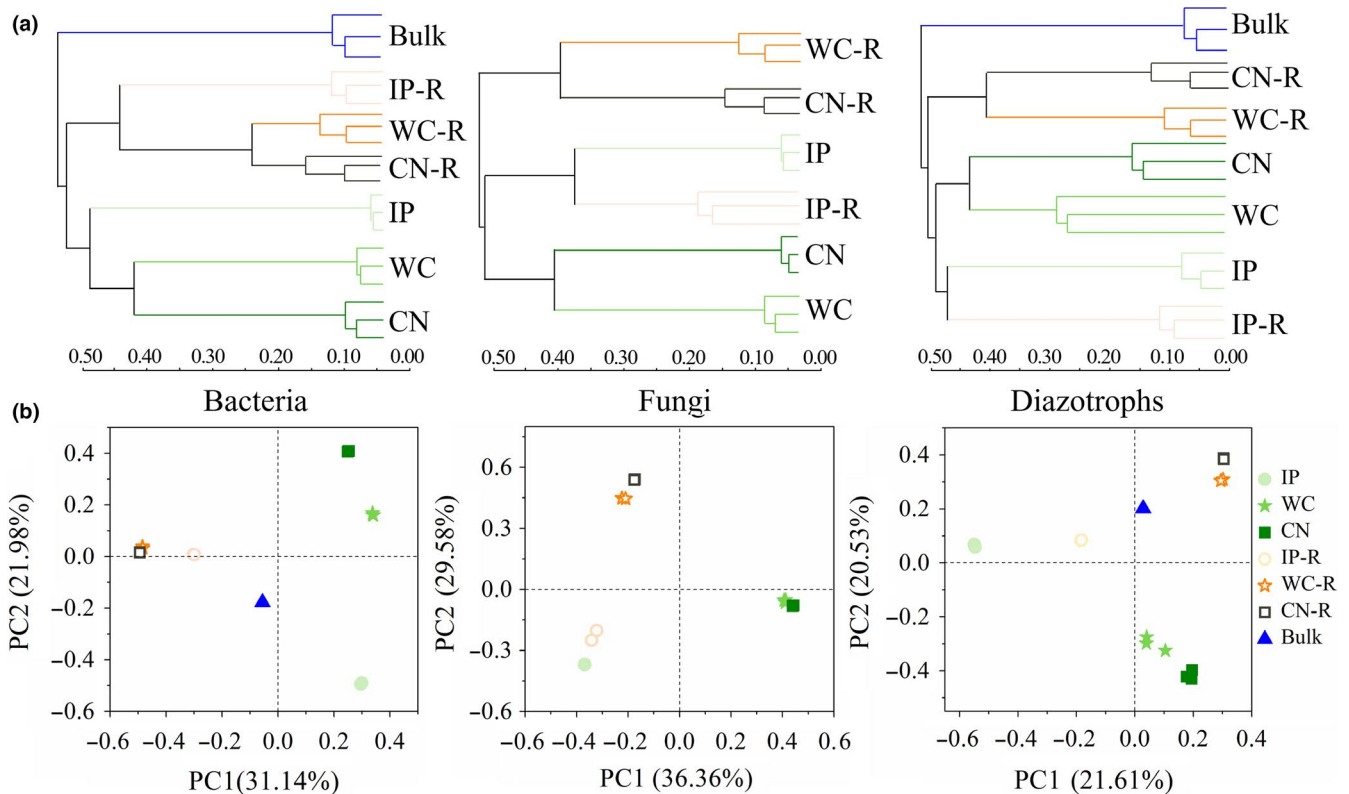 (a)
Bulk
IP-R
WC-R
CN-R
IP
WC
CN
0.50 0.40 0.30 0.20 0.10 0.00
WC-R
CN-R
IP
IP-R
CN
WC
0.50 0.40 0.30 0.20 0.10 0.00
Bulk
CN-R
WC-R
CN
WC
IP
IP-R
0.50 0.40 0.30 0.20 0.10 0.00
(b)
Bacteria
PC2 (21.98%)
0.4
0.2
0.0
−0.2
−0.4
−0.6
−0.6 −0.4 −0.2 0.0 0.2 0.4
PC1(31.14%)
Fungi
PC2 (29.58%)
0.6
0.3
0.0
−0.3
−0.6
−0.6 −0.4 −0.2 0.0 0.2 0.4 0.6
PC1 (36.36%)
Diazotrophs
PC2 (20.53%)
0.4
0.2
0.0
−0.2
−0.4
−0.6 −0.4 −0.2 0.0 0.2 0.4
PC1 (21.61%)
IP
WC
CN
IP-R
WC-R
CN-R
Bulk